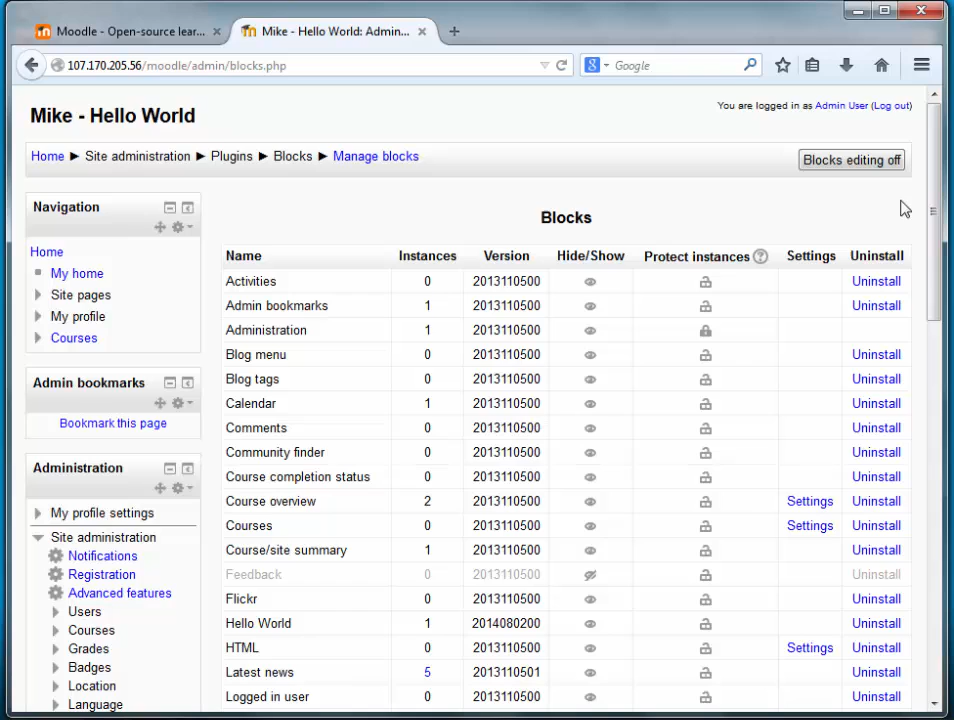 Moodle - Open-source lear...
Mike - Hello World: Admin...
107.170.205.56/moodle/admin/blocks.php
Google
Mike - Hello World
You are logged in as Admin User (Log out)
Home ► Site administration ► Plugins ► Blocks ► Manage blocks
Blocks editing off
Navigation
Home
My home
Site pages
My profile
Courses
Admin bookmarks
Bookmark this page
Administration
My profile settings
Site administration
Notifications
Registration
Advanced features
Users
Courses
Grades
Badges
Location
Language
Blocks
Name Instances Version Hide/Show Protect instances ? Settings Uninstall
Activities 0 2013110500 Uninstall
Admin bookmarks 1 2013110500 Uninstall
Administration 1 2013110500
Blog menu 0 2013110500 Uninstall
Blog tags 0 2013110500 Uninstall
Calendar 1 2013110500 Uninstall
Comments 0 2013110500 Uninstall
Community finder 0 2013110500 Uninstall
Course completion status 0 2013110500 Uninstall
Course overview 2 2013110500 Settings Uninstall
Courses 0 2013110500 Settings Uninstall
Course/site summary 1 2013110500 Uninstall
Feedback 0 2013110500 Uninstall
Flickr 0 2013110500 Uninstall
Hello World 1 2014080200 Uninstall
HTML 0 2013110500 Settings Uninstall
Latest news 5 2013110501 Uninstall
Logged in user 0 2013110500 Uninstall